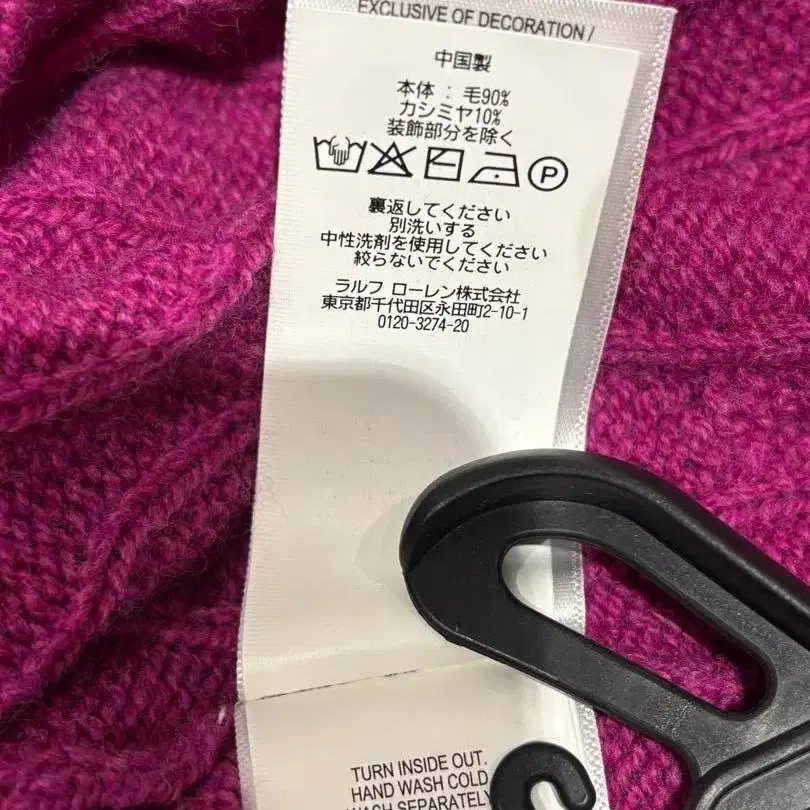 EXCLUSIVE OF DECORATION /
中国製
本体 : 毛90%
カシミヤ10%
装飾部分を除く
P
裏返してください
別洗いする
中性洗剤を使用してください
絞らないでください
ラルフ ローレン株式会社
東京都千代田区永田町2-10-1
0120-3274-20
TURN INSIDE OUT.
HAND WASH COLD
WASH SEPARATELY